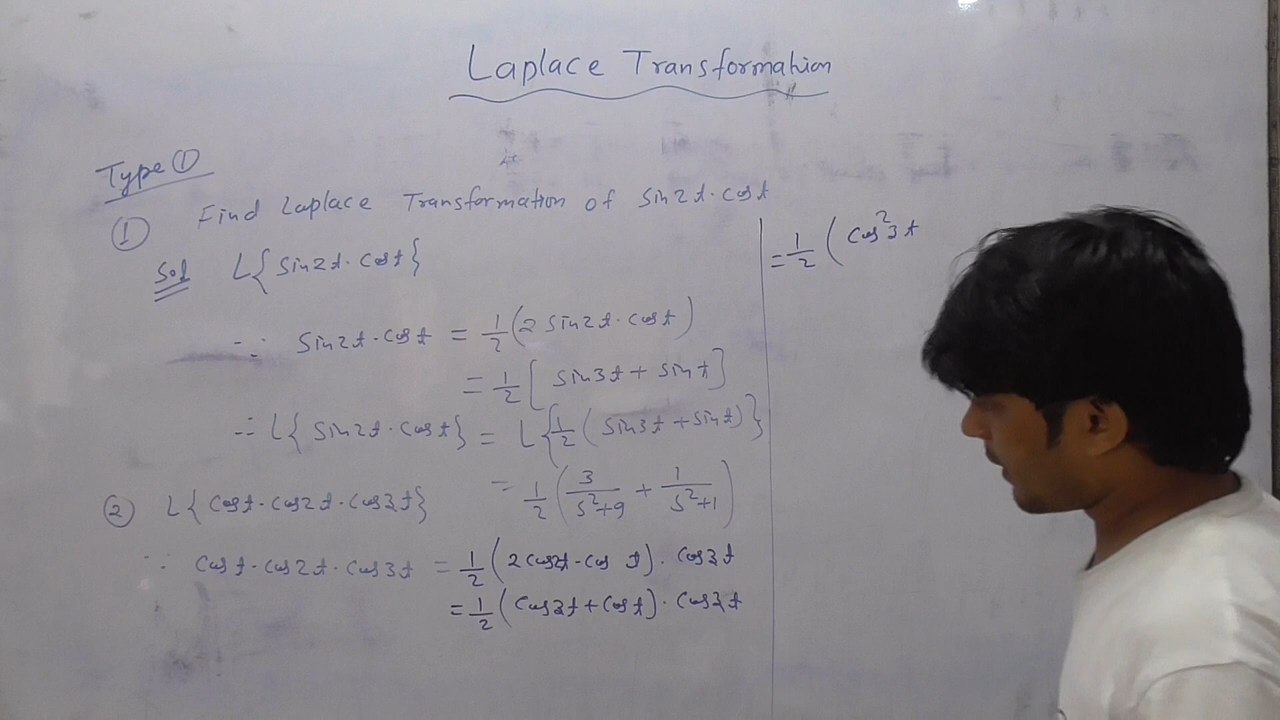 Laplace Transformation
Type ①
① Find Laplace Transformation of sin2t·cost
Sol L{sin2t·cost}
∵ sin2t·cost = 1/2 (2 sin2t·cost)
= 1/2 [sin3t + sint]
∴ L{sin2t·cost} = L{1/2 (sin3t + sint)}
= 1/2 (3/(s²+9) + 1/(s²+1))
② L{cost·cos2t·cos3t}
∵ cost·cos2t·cos3t = 1/2 (2cos2t·cos t)·cos3t
= 1/2 (cos3t + cost)·cos3t
= 1/2 (cos²3t